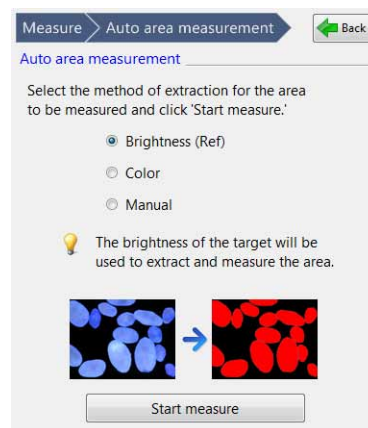 Measure Auto area measurement Back
Auto area measurement
Select the method of extraction for the area
to be measured and click 'Start measure.'
Brightness (Ref)
Color
Manual
The brightness of the target will be
used to extract and measure the area.
Start measure